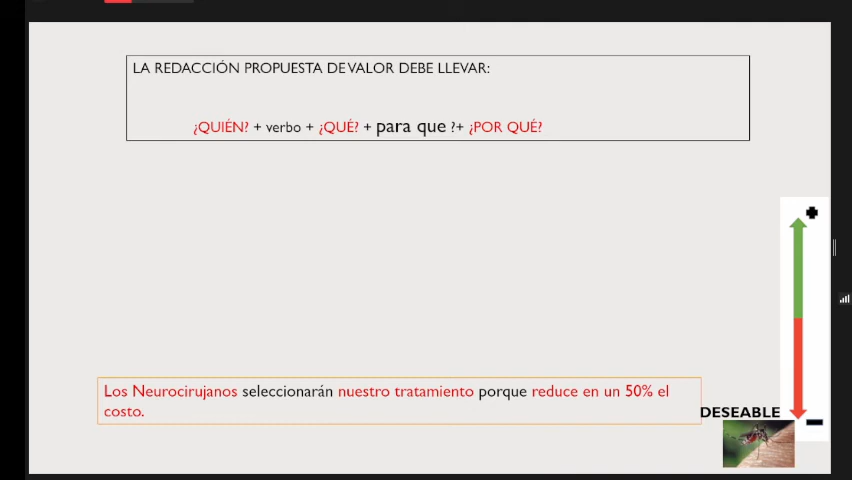 LA REDACCIÓN PROPUESTA DE VALOR DEBE LLEVAR:
¿QUIÉN? + verbo + ¿QUÉ? + para que ?+ ¿POR QUÉ?
Los Neurocirujanos seleccionarán nuestro tratamiento porque reduce en un 50% el
costo.
DESEABLE